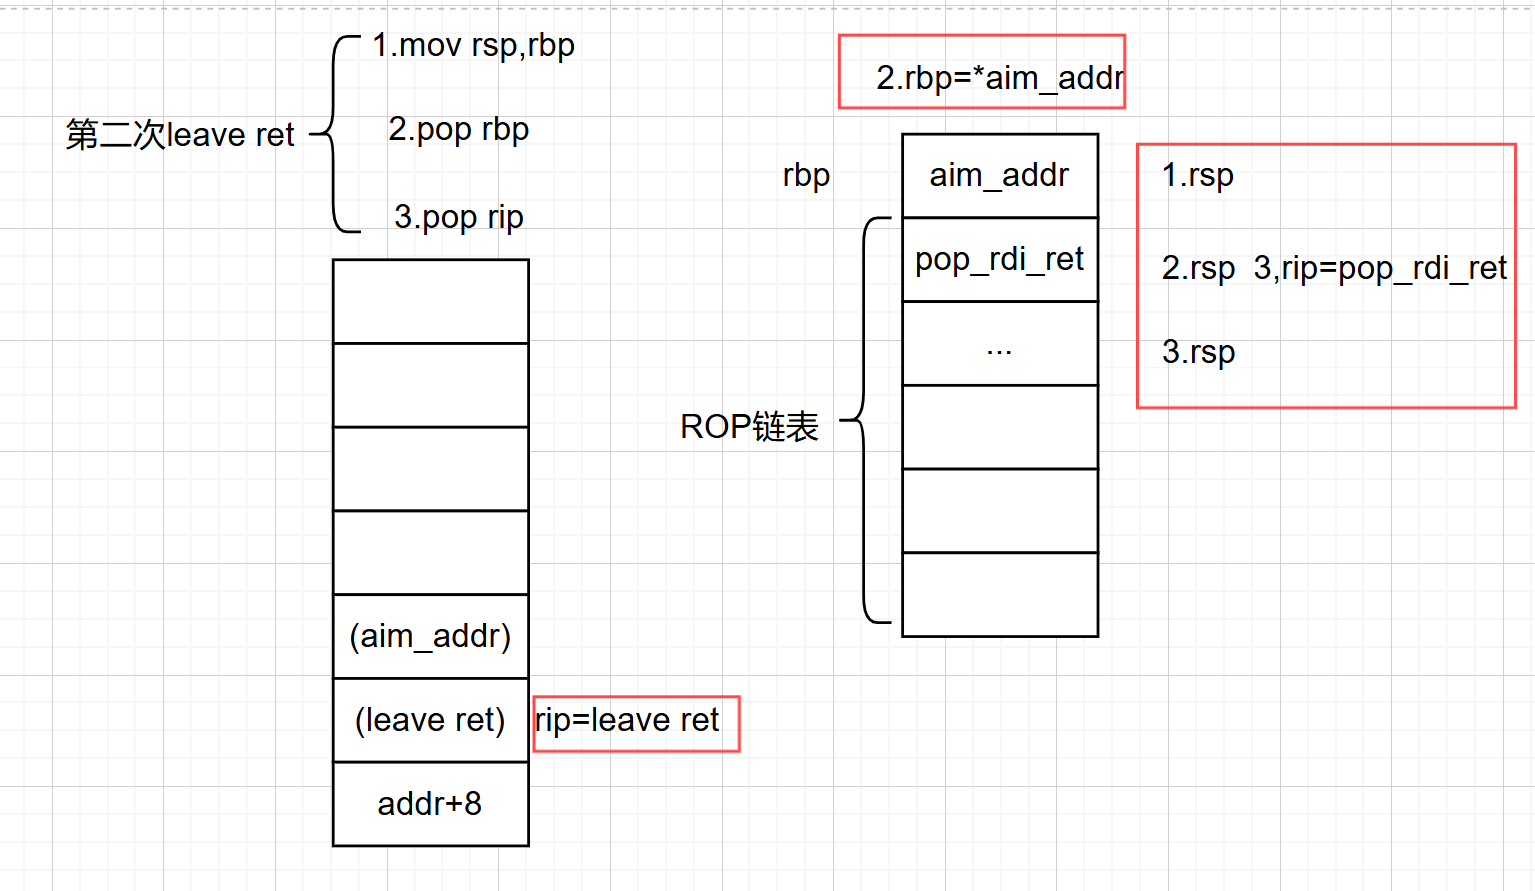 1.mov rsp,rbp
第二次leave ret
2.pop rbp
3.pop rip
(aim_addr)
(leave ret)
rip=leave ret
addr+8
2.rbp=*aim_addr
rbp
aim_addr
pop_rdi_ret
...
ROP链表
1.rsp
2.rsp 3,rip=pop_rdi_ret
3.rsp